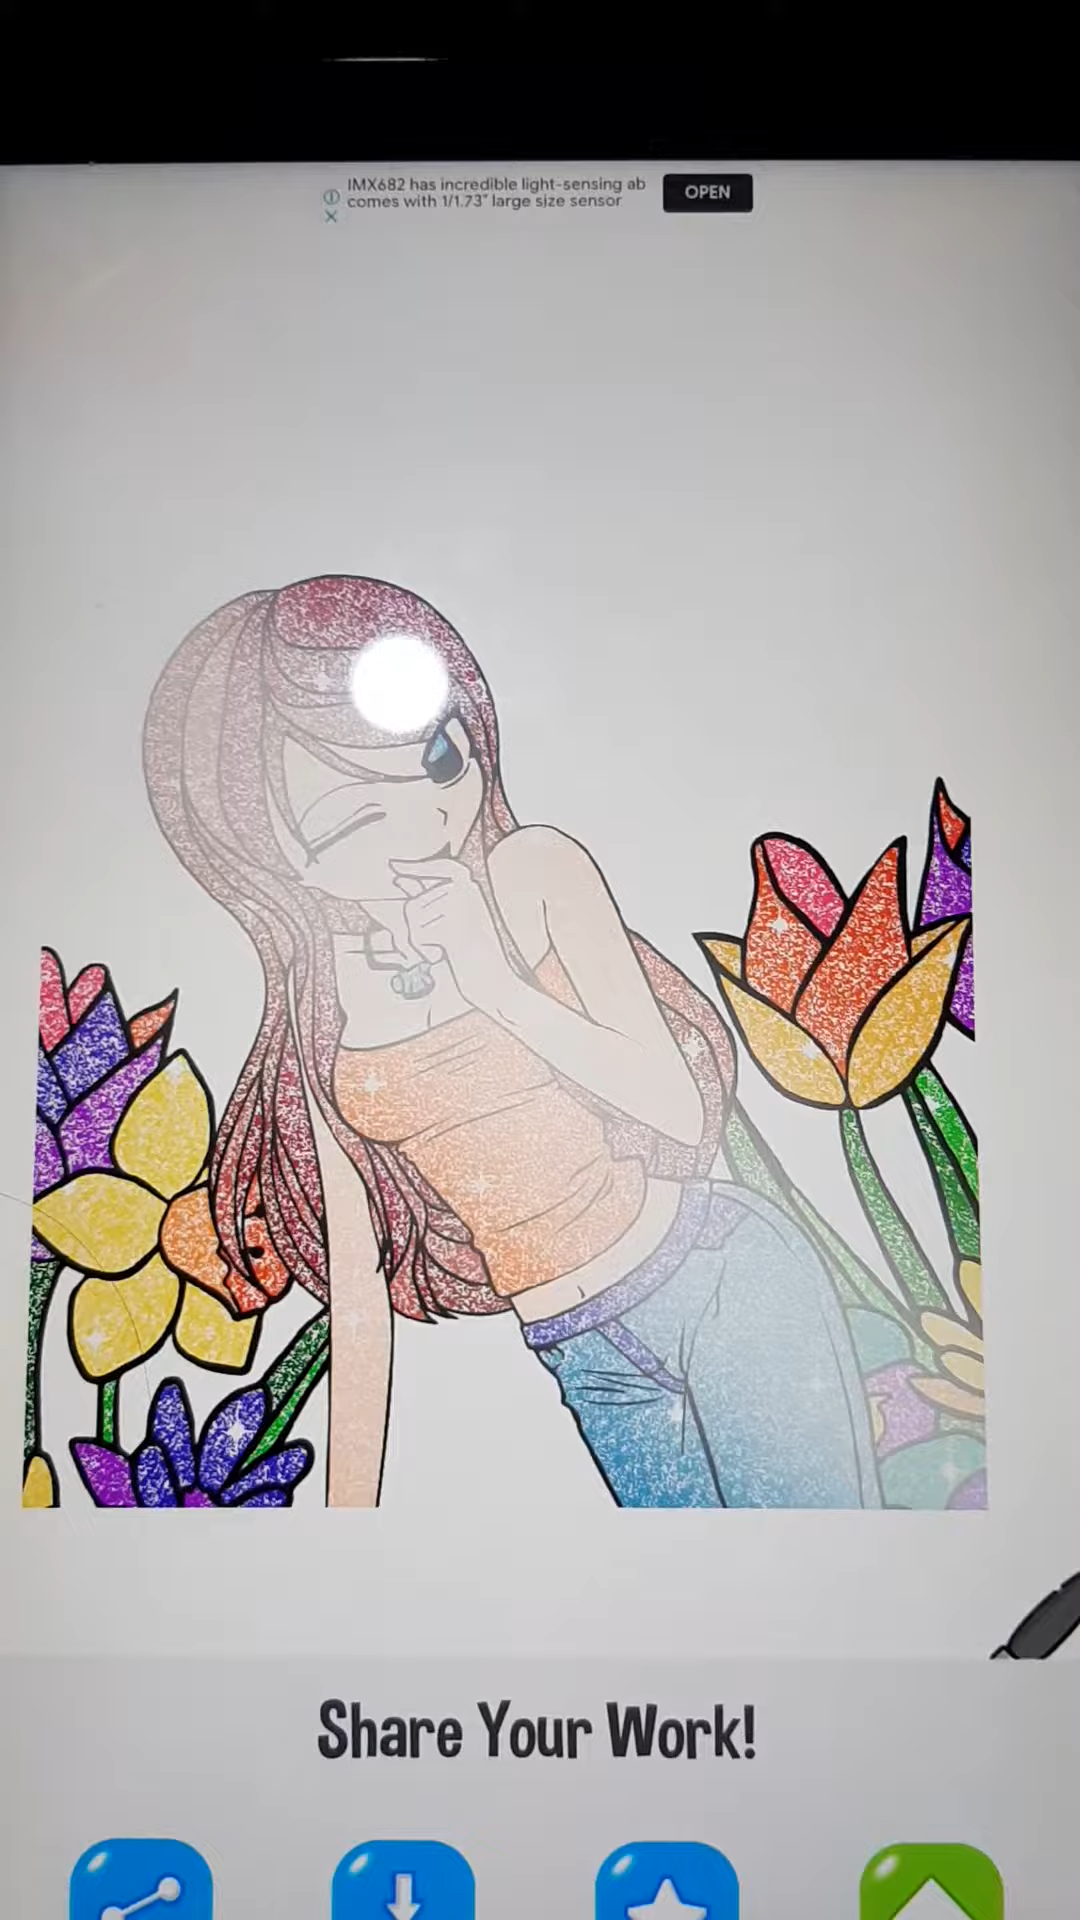 IMX682 has incredible light-sensing ab
comes with 1/1.73" large size sensor
OPEN
Share Your Work!